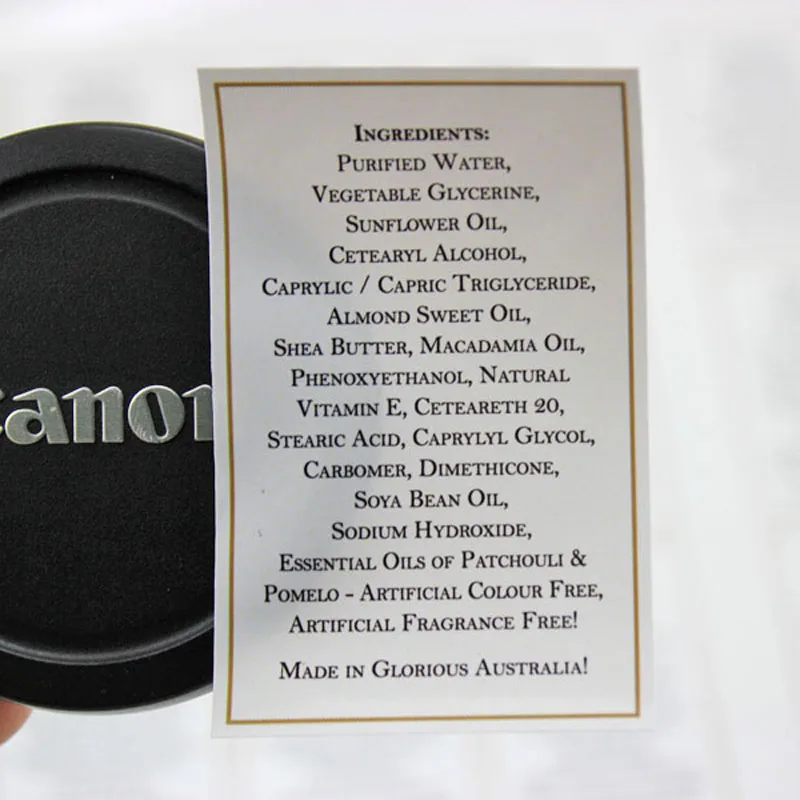 Canon
INGREDIENTS:
PURIFIED WATER,
VEGETABLE GLYCERINE,
SUNFLOWER OIL,
CETEARYL ALCOHOL,
CAPRYLIC / CAPRIC TRIGLYCERIDE,
ALMOND SWEET OIL,
SHEA BUTTER, MACADAMIA OIL,
PHENOXYETHANOL, NATURAL
VITAMIN E, CETEARETH 20,
STEARIC ACID, CAPRYLYL GLYCOL,
CARBOMER, DIMETHICONE,
SOYA BEAN OIL,
SODIUM HYDROXIDE,
ESSENTIAL OILS OF PATCHOULI &
POMELO - ARTIFICIAL COLOUR FREE,
ARTIFICIAL FRAGRANCE FREE!
MADE IN GLORIOUS AUSTRALIA!